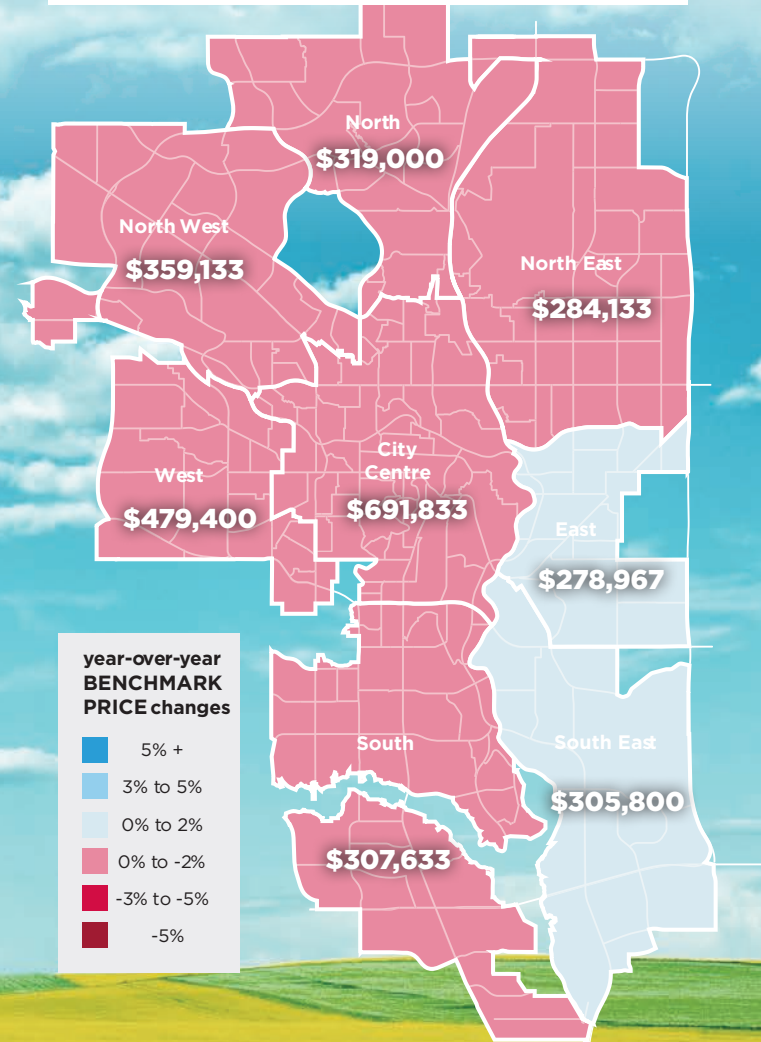 North
$319,000
North West
$359,133
North East
$284,133
City
Centre
$691,833
West
$479,400
East
$278,967
South
$307,633
South East
$305,800
year-over-year
BENCHMARK
PRICE changes
5% +
3% to 5%
0% to 2%
0% to -2%
-3% to -5%
-5%